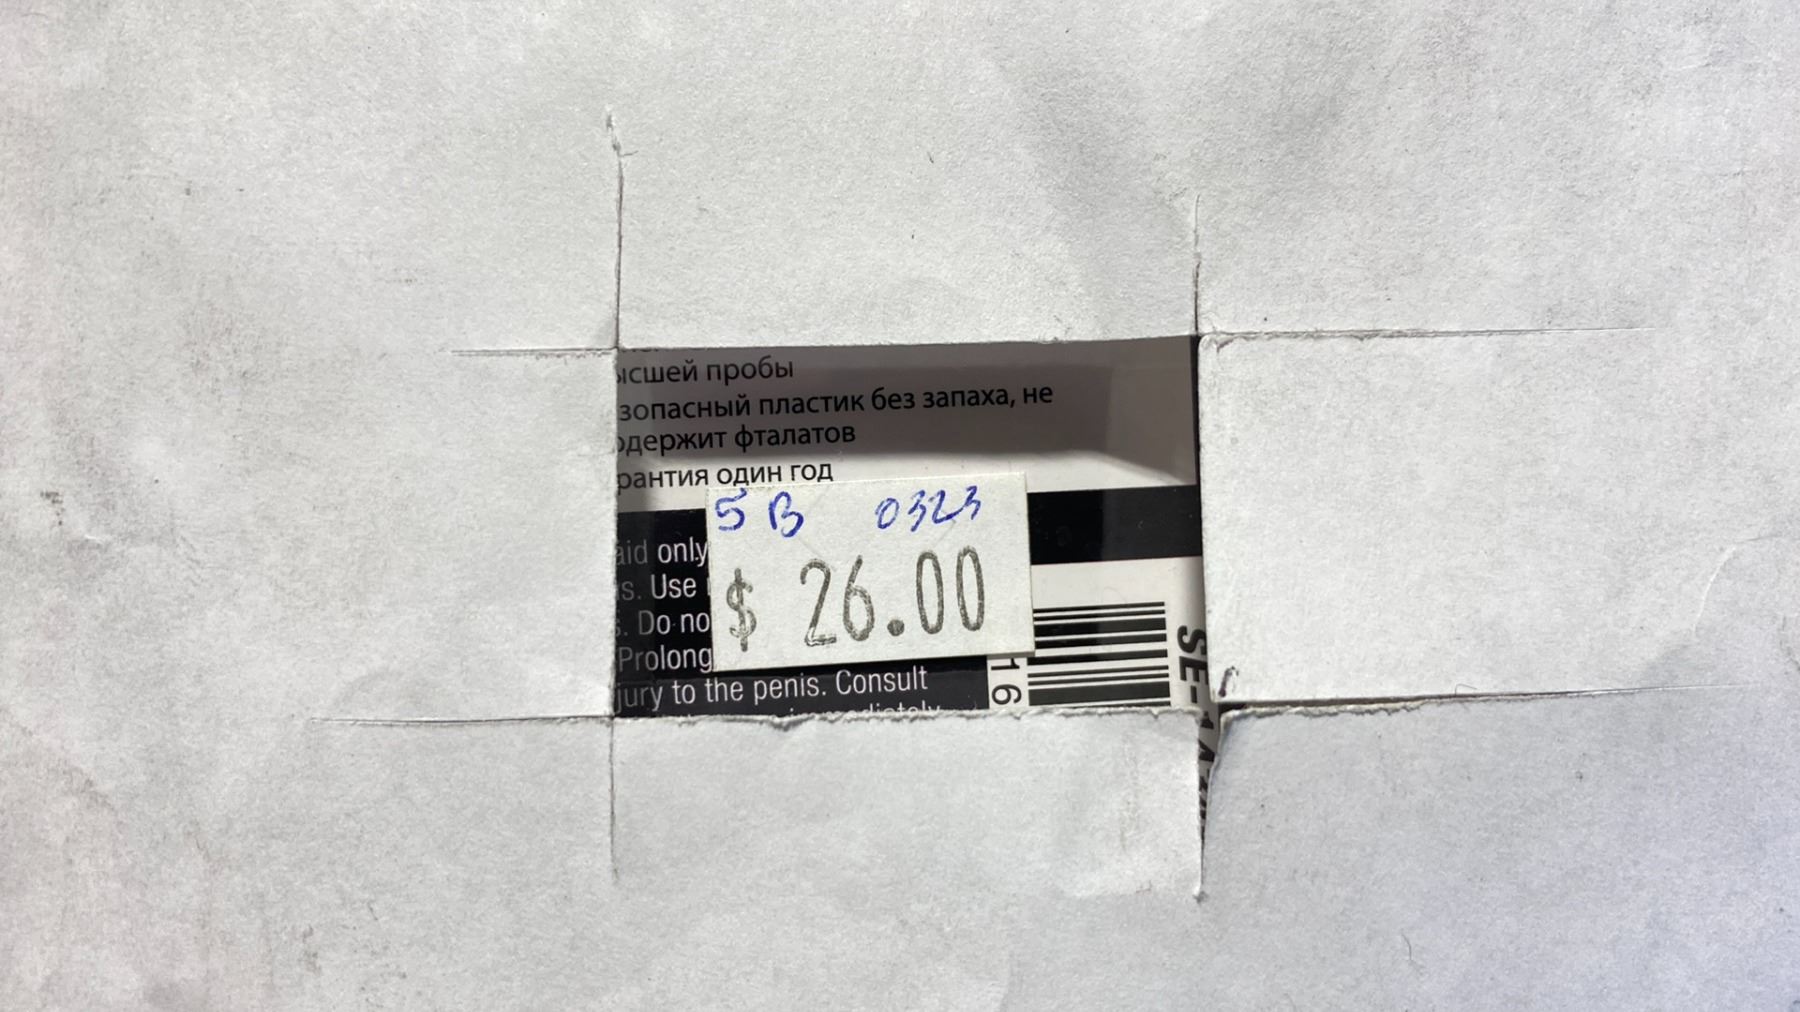 ысшей пробы
зопасный пластик без запаха, не
одержит фталатов
рантия один год
5 B 0323
$ 26.00
aid only
s. Use
. Do no
Prolong
jury to the penis. Consult
16
SE-1